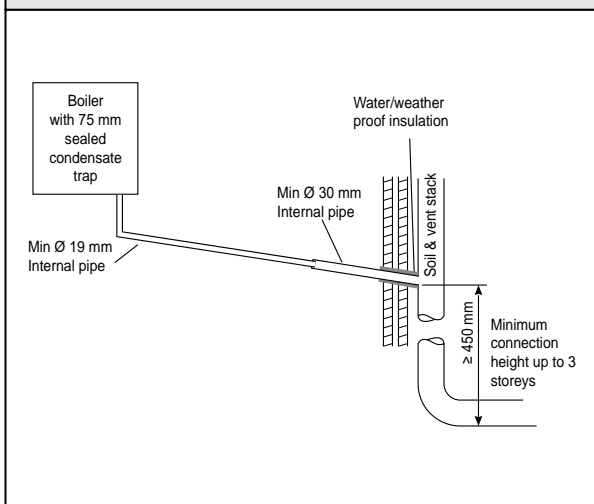 Boiler
with 75 mm
sealed
condensate
trap
Min Ø 19 mm
Internal pipe
Min Ø 30 mm
Internal pipe
Water/weather
proof insulation
Soil & vent stack
≥ 450 mm
Minimum
connection
height up to 3
storeys